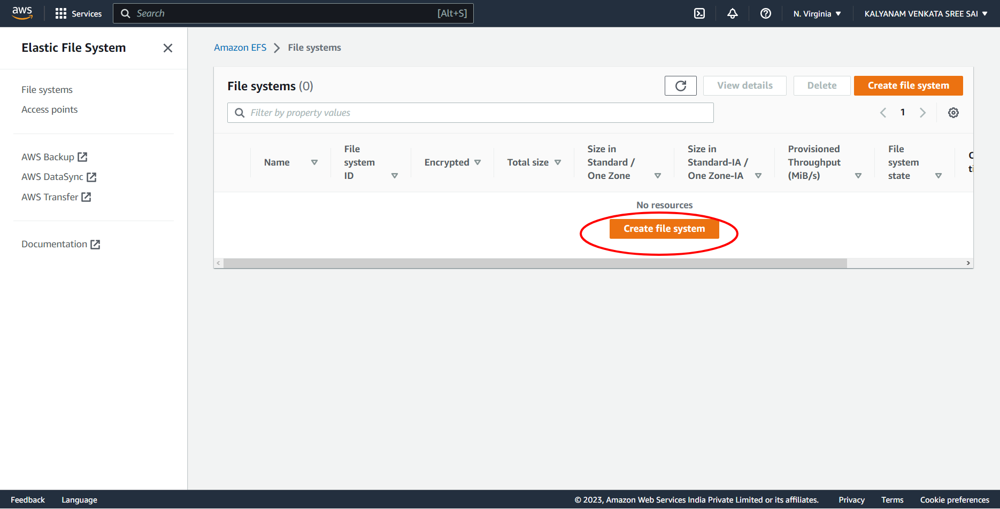 aws
Services
Search
[Alt+S]
N. Virginia
KALYANAM VENKATA SREE SAI
Elastic File System
File systems
Access points
AWS Backup
AWS DataSync
AWS Transfer
Documentation
Amazon EFS
File systems
File systems (0)
View details
Delete
Create file system
Filter by property values
1
Name
File
system
ID
Encrypted
Total size
Size in
Standard /
One Zone
Size in
Standard-IA /
One Zone-IA
Provisioned
Throughput
(MiB/s)
File
system
state
No resources
Create file system
Feedback
Language
© 2023, Amazon Web Services India Private Limited or its affiliates.
Privacy
Terms
Cookie preferences